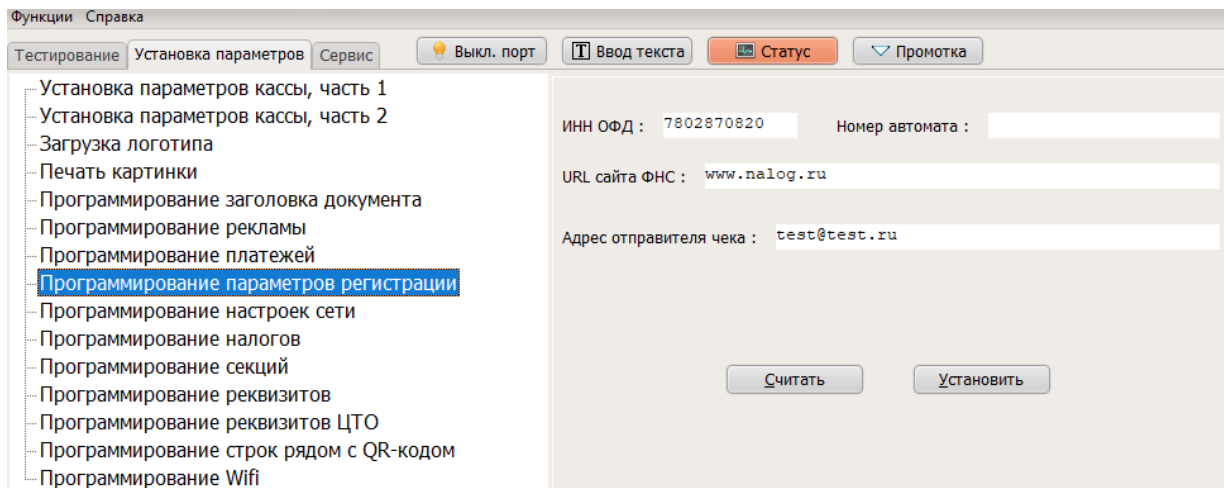 Функции Справка
Тестирование Установка параметров Сервис Выкл. порт Ввод текста Статус Промотка
Установка параметров кассы, часть 1
Установка параметров кассы, часть 2
Загрузка логотипа
Печать картинки
Программирование заголовка документа
Программирование рекламы
Программирование платежей
Программирование параметров регистрации
Программирование настроек сети
Программирование налогов
Программирование секций
Программирование реквизитов
Программирование реквизитов ЦТО
Программирование строк рядом с QR-кодом
Программирование Wifi
ИНН ОФД : 7802870820 Номер автомата :
URL сайта ФНС : www.nalog.ru
Адрес отправителя чека : test@test.ru
Считать Установить